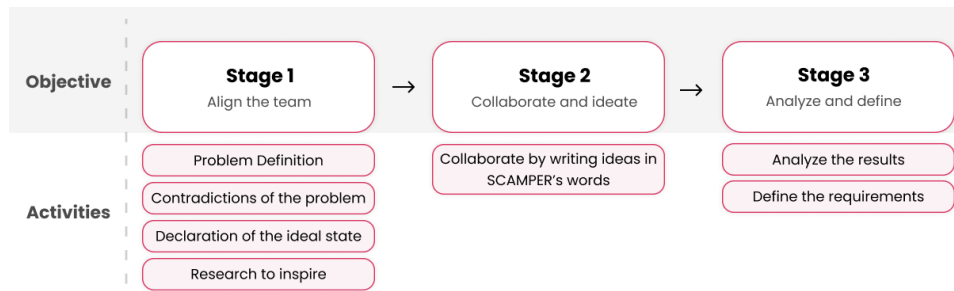 Objective
Stage 1
Align the team
→
Stage 2
Collaborate and ideate
→
Stage 3
Analyze and define
Activities
Problem Definition
Contradictions of the problem
Declaration of the ideal state
Research to inspire
Collaborate by writing ideas in
SCAMPER's words
Analyze the results
Define the requirements